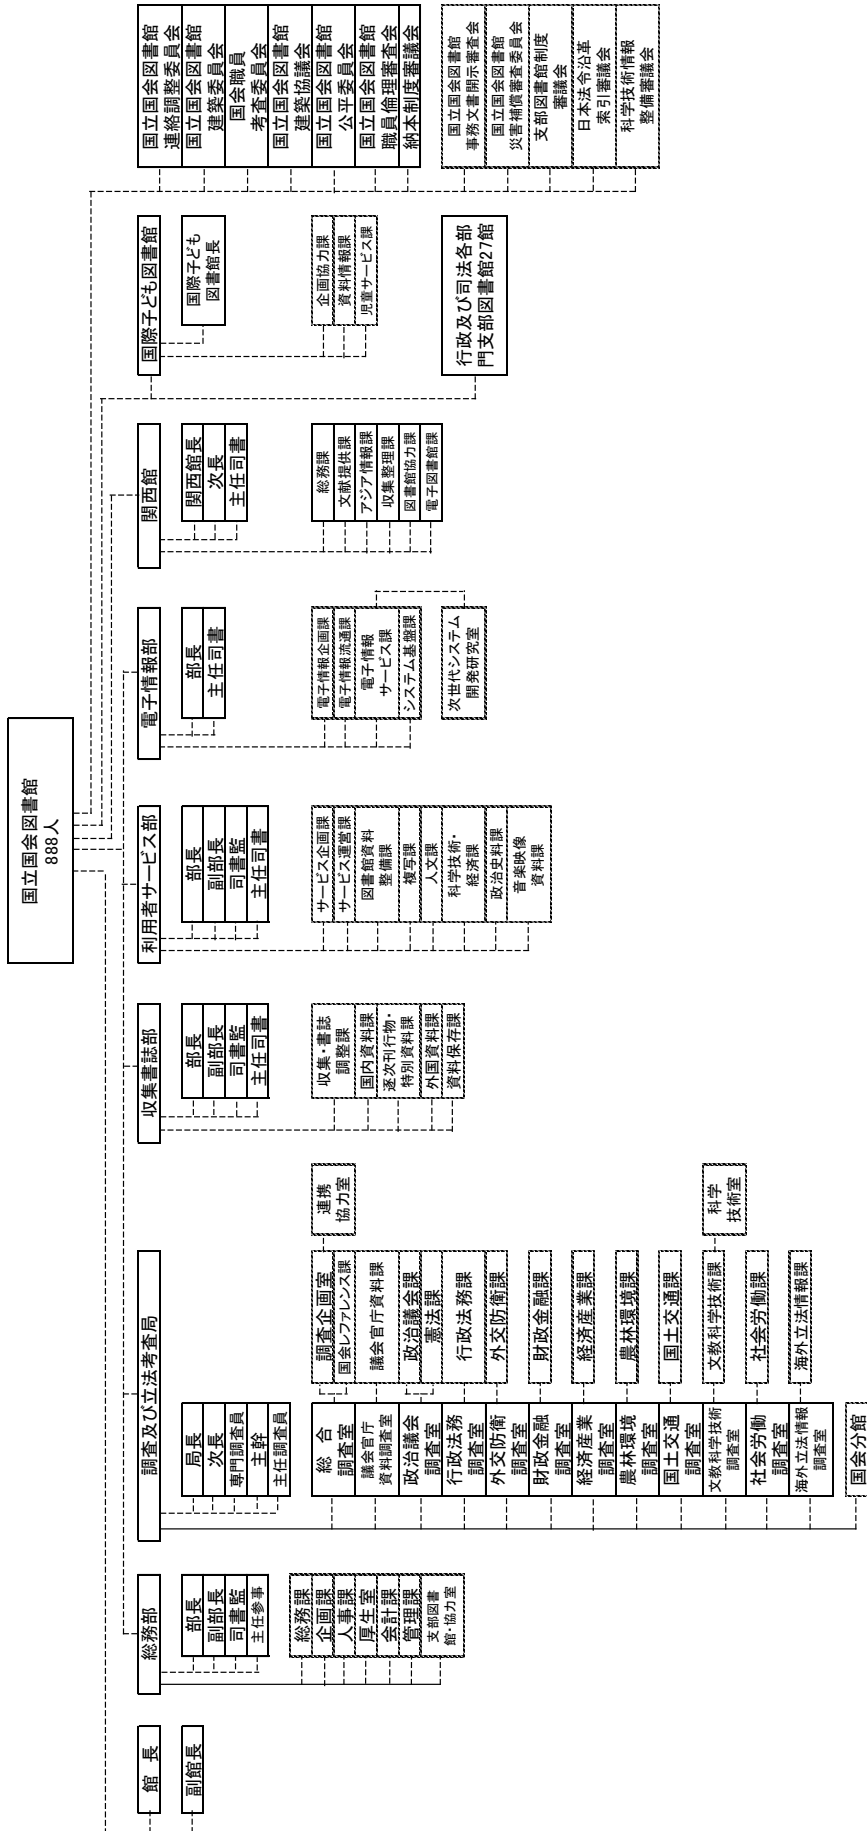 国立国会図書館
888人
館 長
副館長
総務部
部長
副部長
司書監
主任参事
総務課
企画課
人事課
厚生室
会計課
管理課
支部図書
館・協力室
調査及び立法考査局
局長
次長
専門調査員
主幹
主任調査員
総 合
調査室
議会官庁
資料調査室
政治議会
調査室
行政法務
調査室
外交防衛
調査室
財政金融
調査室
経済産業
調査室
農林環境
調査室
国土交通
調査室
文教科学技術
調査室
社会労働
調査室
海外立法情報
調査室
国会分館
調査企画室
国会レファレンス課
議会官庁資料課
政治議会課
憲法課
行政法務課
外交防衛課
財政金融課
経済産業課
農林環境課
国土交通課
文教科学技術課
社会労働課
海外立法情報課
連携
協力室
科学
技術室
収集書誌部
部長
副部長
司書監
主任司書
収集・書誌
調整課
国内資料課
逐次刊行物・
特別資料課
外国資料課
資料保存課
利用者サービス部
部長
副部長
司書監
主任司書
サービス企画課
サービス運営課
図書館資料
整備課
複写課
人文課
科学技術・
経済課
政治史料課
音楽映像
資料課
電子情報部
部長
主任司書
電子情報企画課
電子情報流通課
電子情報
サービス課
システム基盤課
次世代システム
開発研究室
関西館
関西館長
次長
主任司書
総務課
文献提供課
アジア情報課
収集整理課
図書館協力課
電子図書館課
国際子ども図書館
国際子ども
図書館長
企画協力課
資料情報課
児童サービス課
行政及び司法各部
門支部図書館27館
国立国会図書館
連絡調整委員会
国立国会図書館
建築委員会
国会職員
考査委員会
国立国会図書館
建築協議会
国立国会図書館
公平委員会
国立国会図書館
職員倫理審査会
納本制度審議会
国立国会図書館
事務文書開示審査会
国立国会図書館
災害補償審査委員会
支部図書館制度
審議会
日本法令沿革
索引審議会
科学技術情報
整備審議会